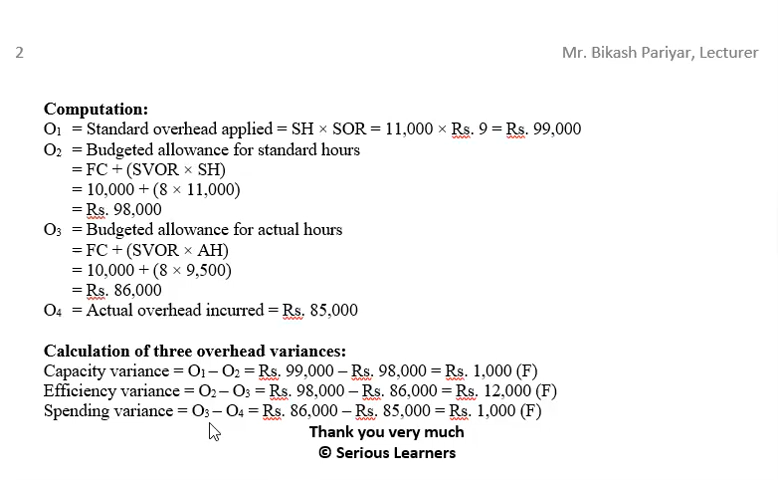 2
Mr. Bikash Pariyar, Lecturer
Computation:
O₁ = Standard overhead applied = SH × SOR = 11,000 × Rs. 9 = Rs. 99,000
O₂ = Budgeted allowance for standard hours
= FC + (SVOR × SH)
= 10,000 + (8 × 11,000)
= Rs. 98,000
O₃ = Budgeted allowance for actual hours
= FC + (SVOR × AH)
= 10,000 + (8 × 9,500)
= Rs. 86,000
O₄ = Actual overhead incurred = Rs. 85,000
Calculation of three overhead variances:
Capacity variance = O₁ – O₂ = Rs. 99,000 – Rs. 98,000 = Rs. 1,000 (F)
Efficiency variance = O₂ – O₃ = Rs. 98,000 – Rs. 86,000 = Rs. 12,000 (F)
Spending variance = O₃ – O₄ = Rs. 86,000 – Rs. 85,000 = Rs. 1,000 (F)
Thank you very much
© Serious Learners